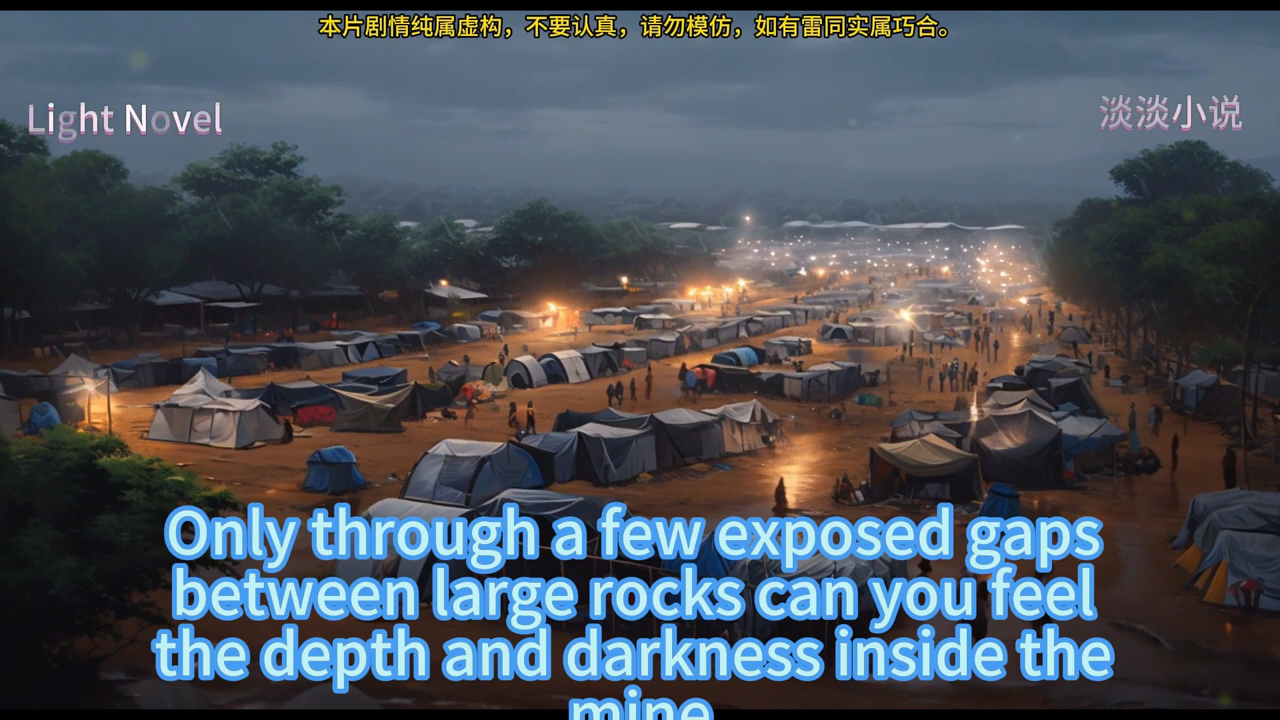 本片剧情纯属虚构，不要认真，请勿模仿，如有雷同实属巧合。
Light Novel
淡淡小说
Only through a few exposed gaps
between large rocks can you feel
the depth and darkness inside the
mine